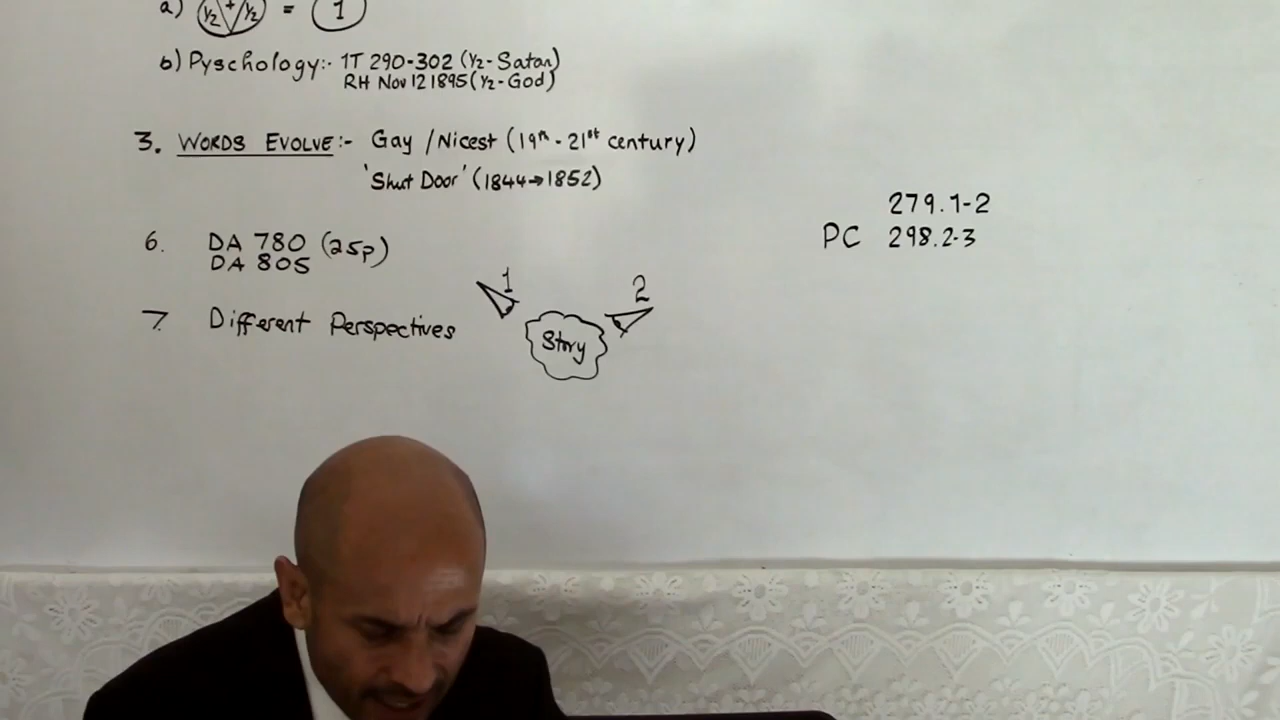 a) ½ + ½ = 1
b) Pyschology:- 1T 290-302 (½-Satan)
RH Nov 12 1895 (½-God)
3. WORDS EVOLVE:- Gay / Nicest (19th - 21st century)
'Shut Door' (1844→1852)
279.1-2
PC 298.2-3
6. DA 780 (25p)
DA 805
7. Different Perspectives
1
2
Story